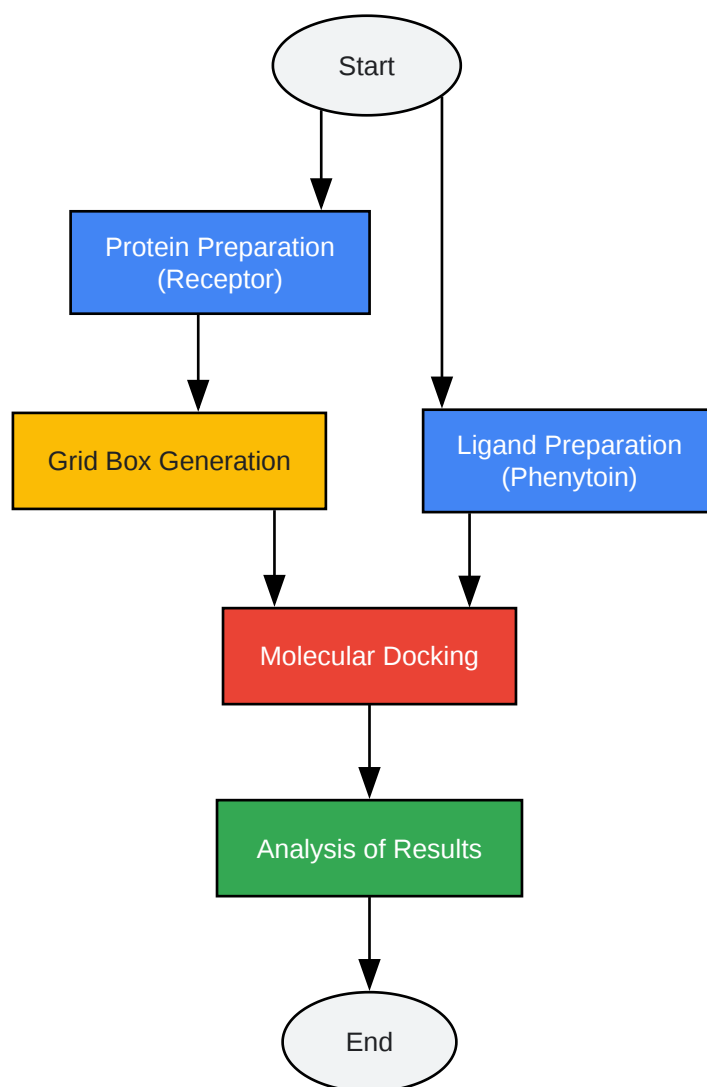 Start
Protein Preparation
(Receptor)
Grid Box Generation
Ligand Preparation
(Phenytoin)
Molecular Docking
Analysis of Results
End